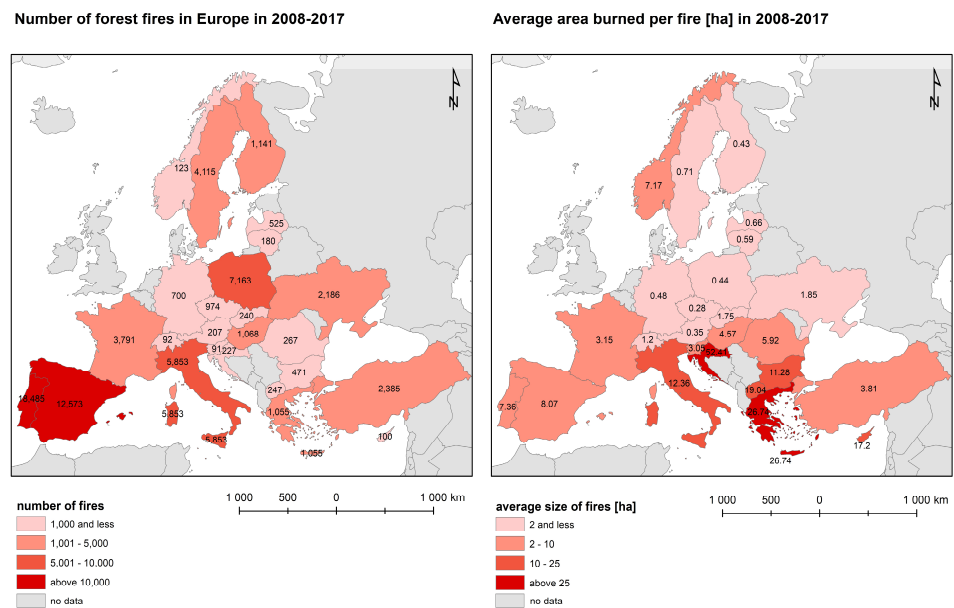 Number of forest fires in Europe in 2008-2017
N
1,141
123
4,115
525
180
7,163
700
2,186
974
240
207
1,068
3,791
92
267
91
227
5,853
471
2,385
247
12,573
5,853
1,055
5,853
100
1,055
number of fires
1 000 500 0 1 000 km
1,000 and less
1,001 - 5,000
5.001 - 10,000
above 10,000
no data
Average area burned per fire [ha] in 2008-2017
N
0.43
0.71
7.17
0.66
0.59
0.44
0.48
1.85
0.28
1.75
0.35
4.57
3.15
1.2
5.92
3.05
11.28
12.36
3.81
19.04
7.36
8.07
26.74
17.2
26.74
average size of fires [ha]
1 000 500 0 1 000 km
2 and less
2 - 10
10 - 25
above 25
no data